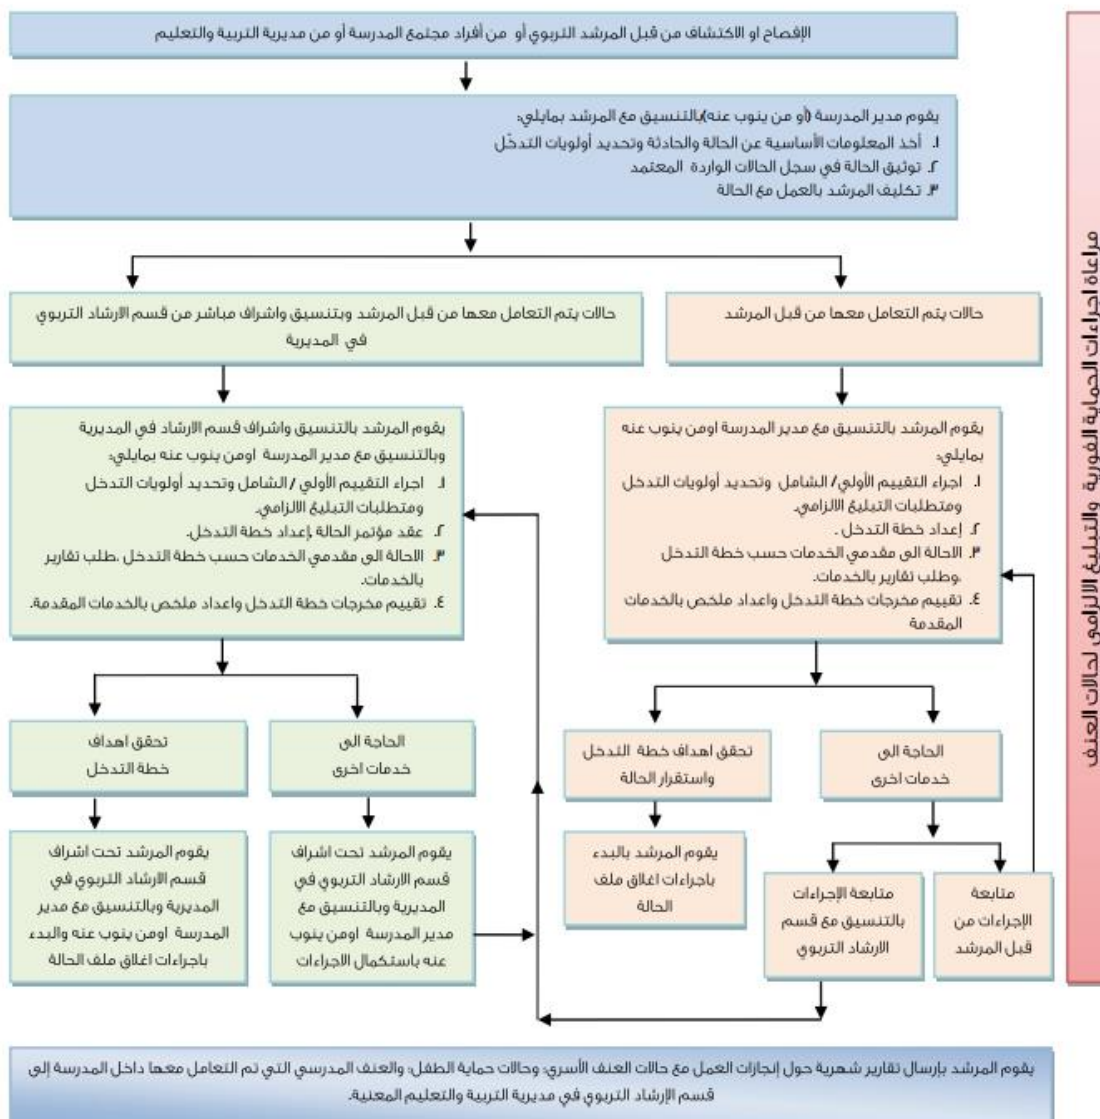 الإفصاح او الاكتشاف من قبل المرشد التربوي أو من أفراد مجتمع المدرسة أو من مديرية التربية والتعليم
يقوم مدير المدرسة (أو من ينوب عنه)بالتنسيق مع المرشد بمايلي:
١. أخذ المعلومات الأساسية عن الحالة والحادثة وتحديد أولويات التدخّل
٢. توثيق الحالة في سجل الحالات الواردة المعتمد
٣. تكليف المرشد بالعمل مع الحالة
مراعاة اجراءات الحماية الفورية والتبليغ الالزامي لحالات العنف
حالات يتم التعامل معها من قبل المرشد
يقوم المرشد بالتنسيق مع مدير المدرسة اومن ينوب عنه
بمايلي:
١. اجراء التقييم الأولي/ الشامل وتحديد أولويات التدخل
ومتطلبات التبليغ الالزامي.
٢. إعداد خطة التدخل .
٣. الاحالة الى مقدمي الخدمات حسب خطة التدخل
،وطلب تقارير بالخدمات.
٤. تقييم مخرجات خطة التدخل واعداد ملخص بالخدمات
المقدمة
الحاجة الى
خدمات اخرى
متابعة
الإجراءات من
قبل المرشد
متابعة الإجراءات
بالتنسيق مع قسم
الارشاد التربوي
تحقق اهداف خطة التدخل
واستقرار الحالة
يقوم المرشد بالبدء
باجراءات اغلاق ملف
الحالة
حالات يتم التعامل معها من قبل المرشد وبتنسيق واشراف مباشر من قسم الارشاد التربوي
في المديرية
يقوم المرشد بالتنسيق واشراف قسم الارشاد في المديرية
وبالتنسيق مع مدير المدرسة اومن ينوب عنه بمايلي:
١. اجراء التقييم الأولي / الشامل وتحديد أولويات التدخل
ومتطلبات التبليغ الالزامي.
٢. عقد مؤتمر الحالة ،إعداد خطة التدخل.
٣. الاحالة الى مقدمي الخدمات حسب خطة التدخل ،طلب تقارير
بالخدمات.
٤. تقييم مخرجات خطة التدخل واعداد ملخص بالخدمات المقدمة.
الحاجة الى
خدمات اخرى
يقوم المرشد تحت اشراف
قسم الارشاد التربوي في
المديرية وبالتنسيق مع
مدير المدرسة اومن ينوب
عنه باستكمال الاجراءات
تحقق اهداف
خطة التدخل
يقوم المرشد تحت اشراف
قسم الارشاد التربوي في
المديرية وبالتنسيق مع مدير
المدرسة اومن ينوب عنه والبدء
باجراءات اغلاق ملف الحالة
يقوم المرشد بإرسال تقارير شهرية حول إنجازات العمل مع حالات العنف الأسري؛ وحالات حماية الطفل؛ والعنف المدرسي التي تم التعامل معها داخل المدرسة إلى
قسم الإرشاد التربوي في مديرية التربية والتعليم المعنية.